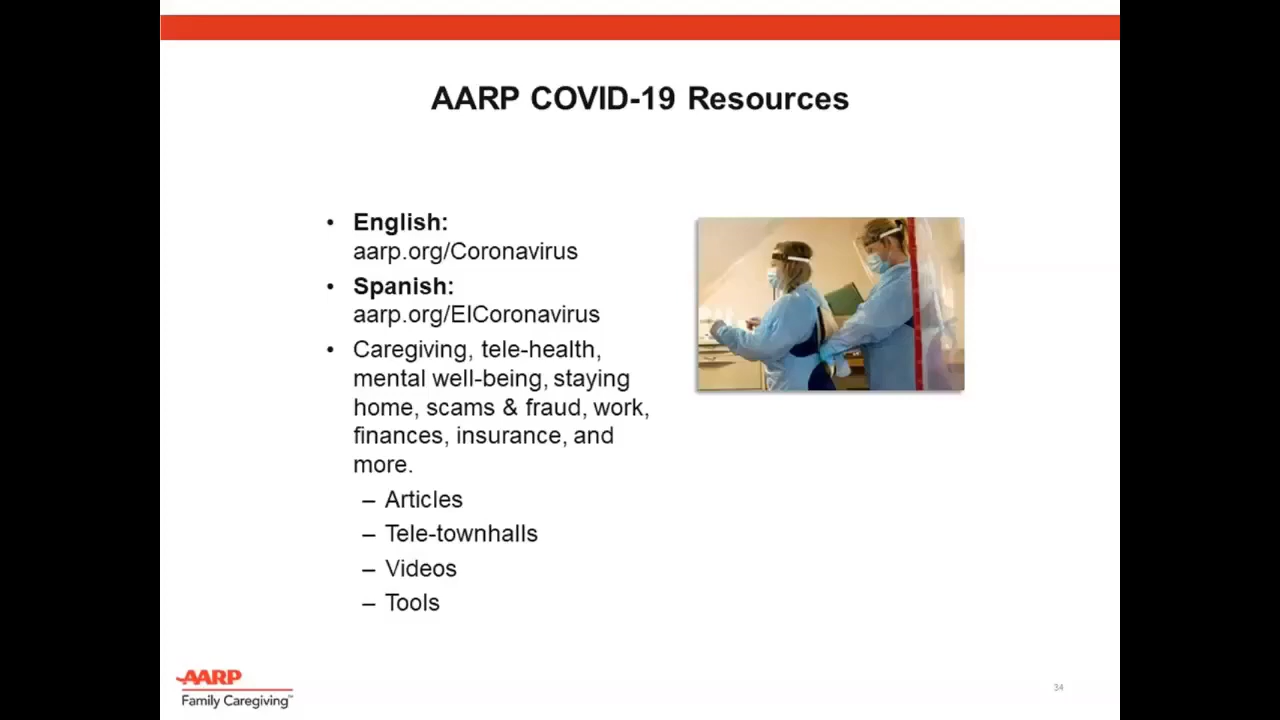 AARP COVID-19 Resources
• English:
aarp.org/Coronavirus
• Spanish:
aarp.org/ElCoronavirus
• Caregiving, tele-health,
mental well-being, staying
home, scams & fraud, work,
finances, insurance, and
more.
– Articles
– Tele-townhalls
– Videos
– Tools
AARP
Family Caregiving™
34